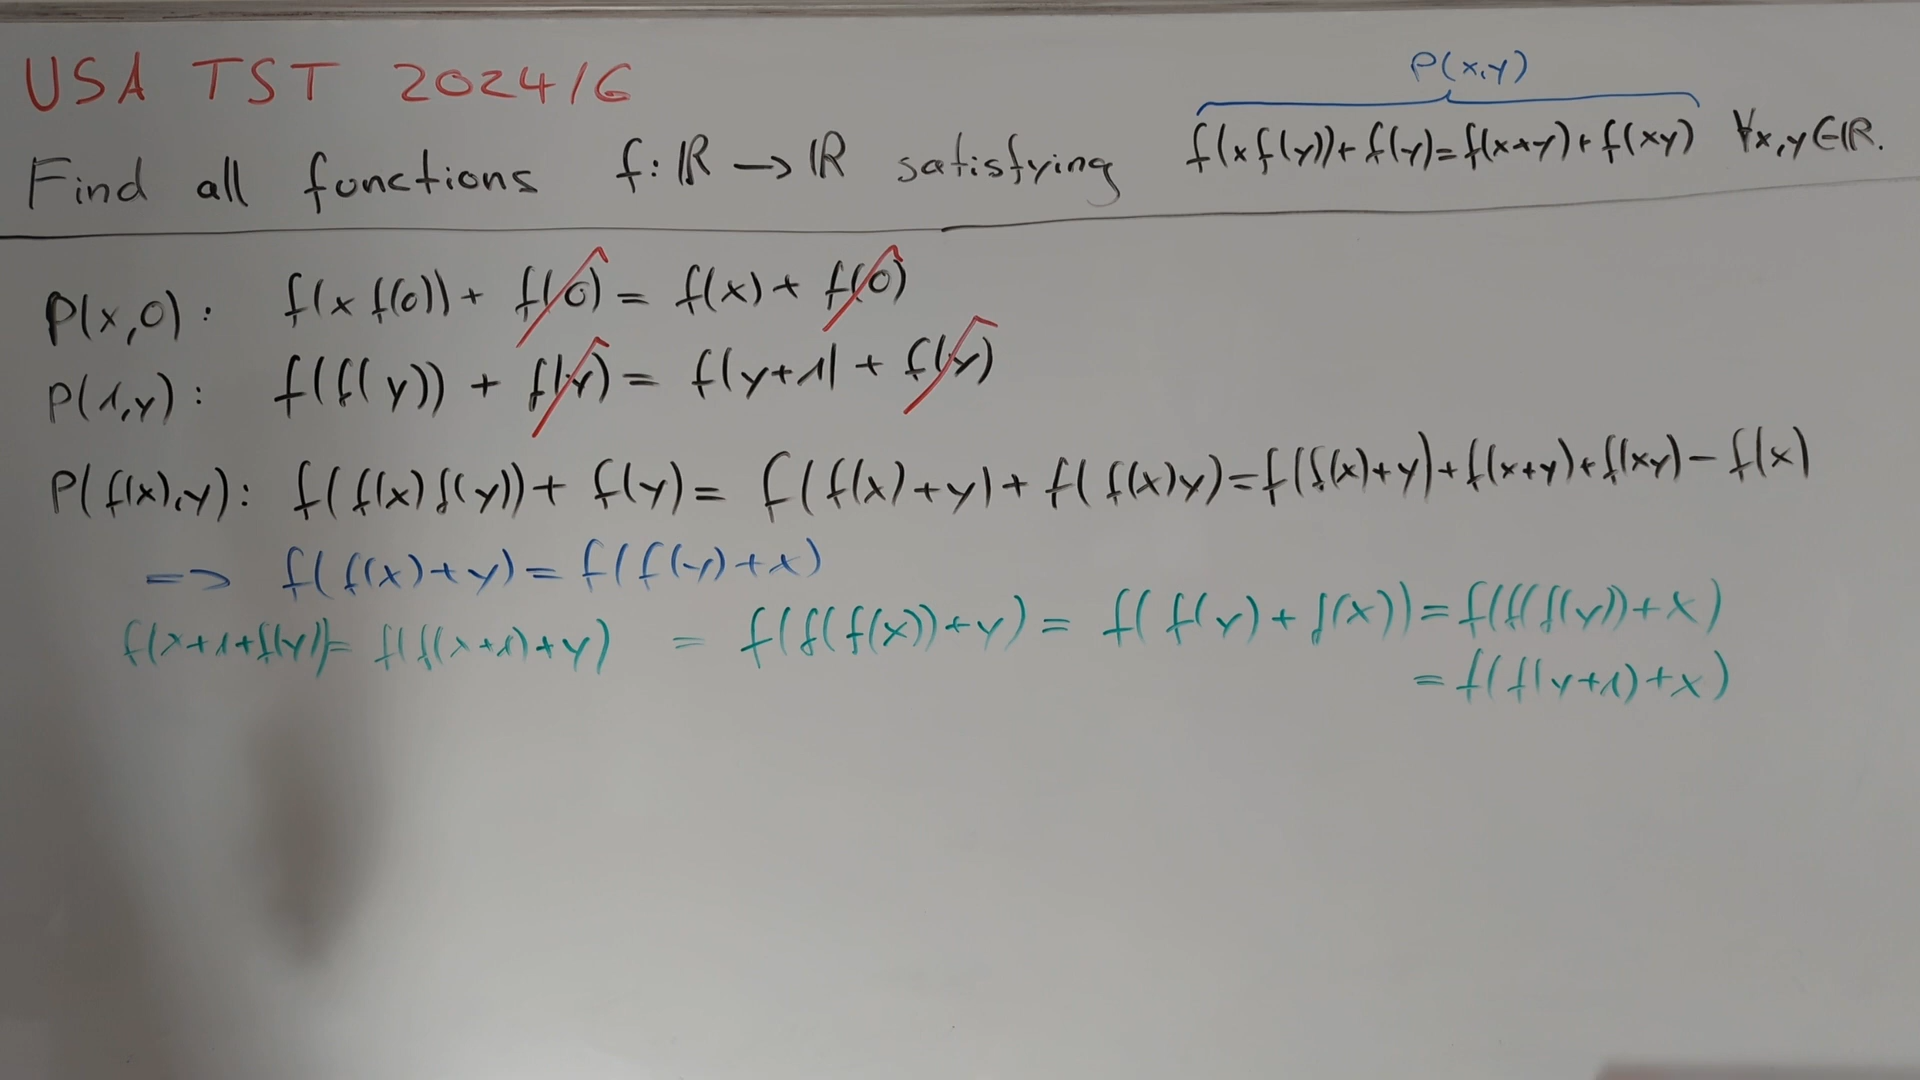 USA TST 2024/6
P(x,y)
Find all functions f: ℝ → ℝ satisfying f(xf(y))+f(y)=f(x+y)+f(xy) ∀x,y∈ℝ.
P(x,0): f(x f(0)) + f(0) = f(x) + f(0)
P(1,y): f(f(y)) + f(y) = f(y+1) + f(y)
P(f(x),y): f(f(x)f(y)) + f(y) = f(f(x)+y) + f(f(x)y) = f(f(x)+y)+f(x+y)+f(xy)-f(x)
=> f(f(x)+y) = f(f(y)+x)
f(x+1+f(y)) = f(f(x+1)+y) = f(f(f(x))+y) = f(f(y)+f(x)) = f(f(f(y))+x)
= f(f(y+1)+x)